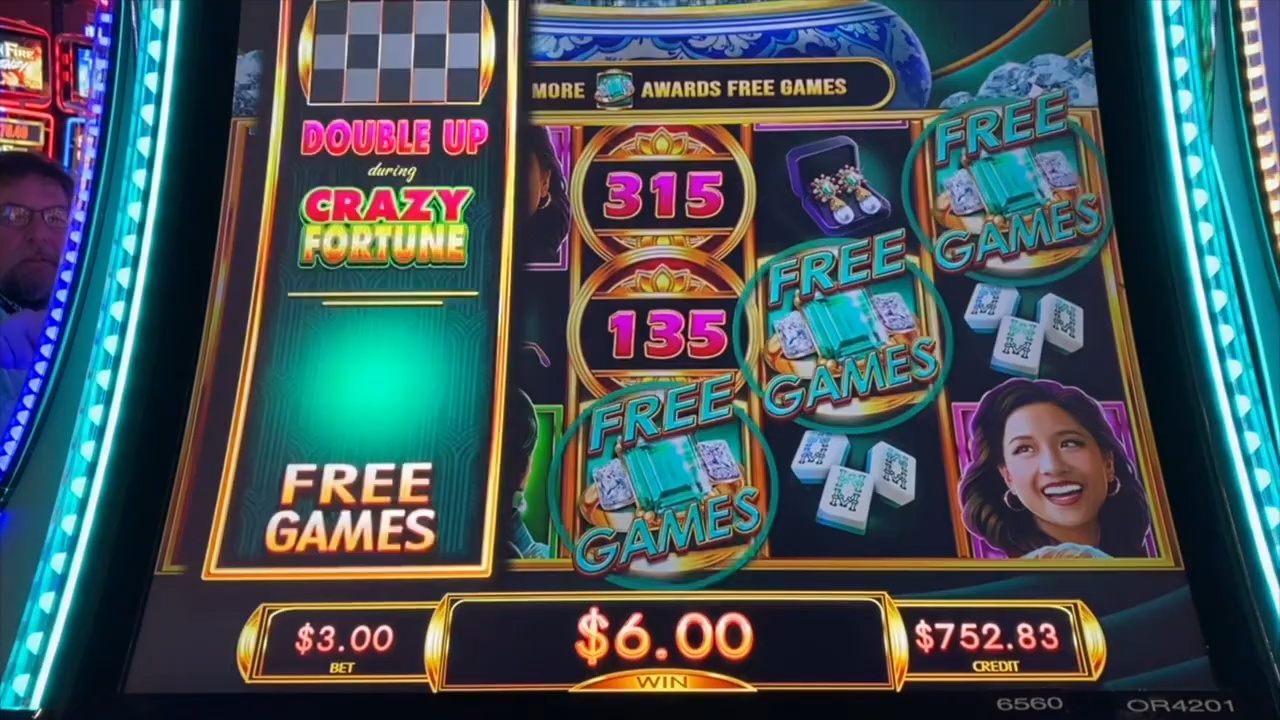 FIRE
MORE AWARDS FREE GAMES
DOUBLE UP
during
CRAZY
FORTUNE
FREE
GAMES
315
135
FREE
GAMES
FREE
GAMES
FREE
GAMES
$3.00
BET
$6.00
WIN
$752.83
CREDIT
6560
OR4201